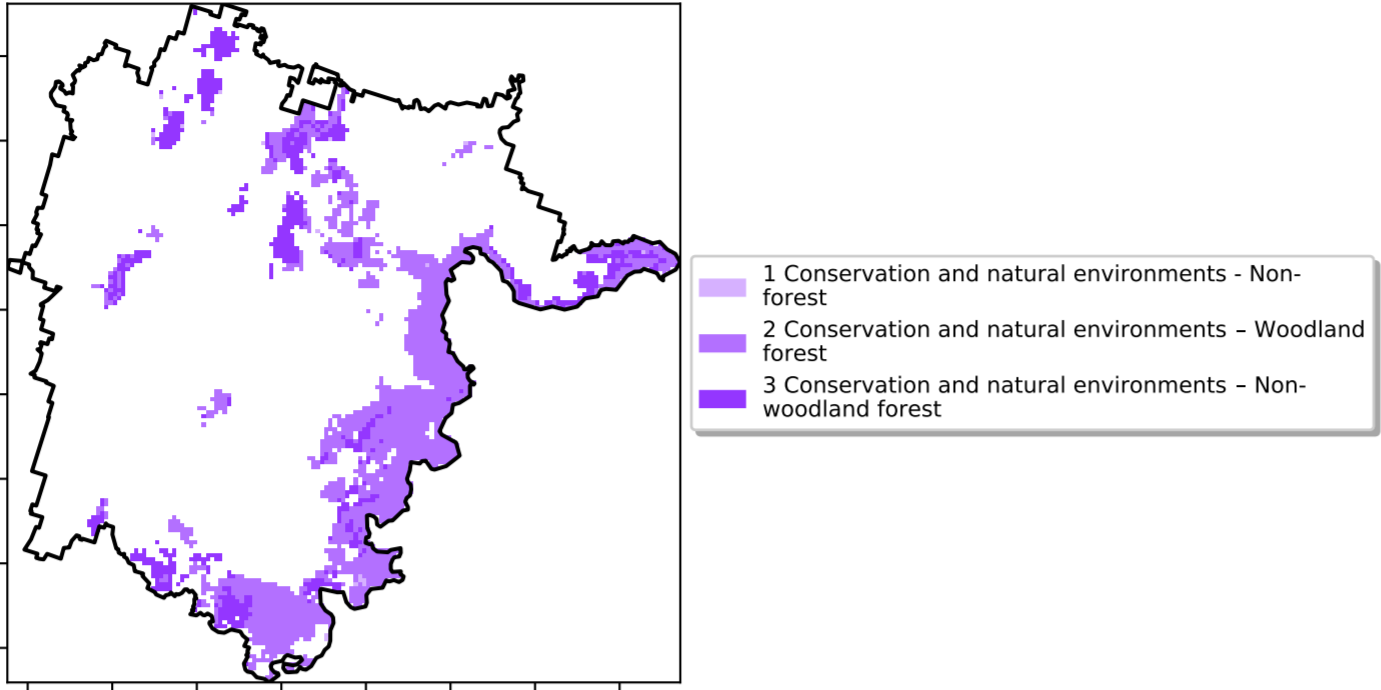 1 Conservation and natural environments - Non-
forest
2 Conservation and natural environments – Woodland
forest
3 Conservation and natural environments – Non-
woodland forest